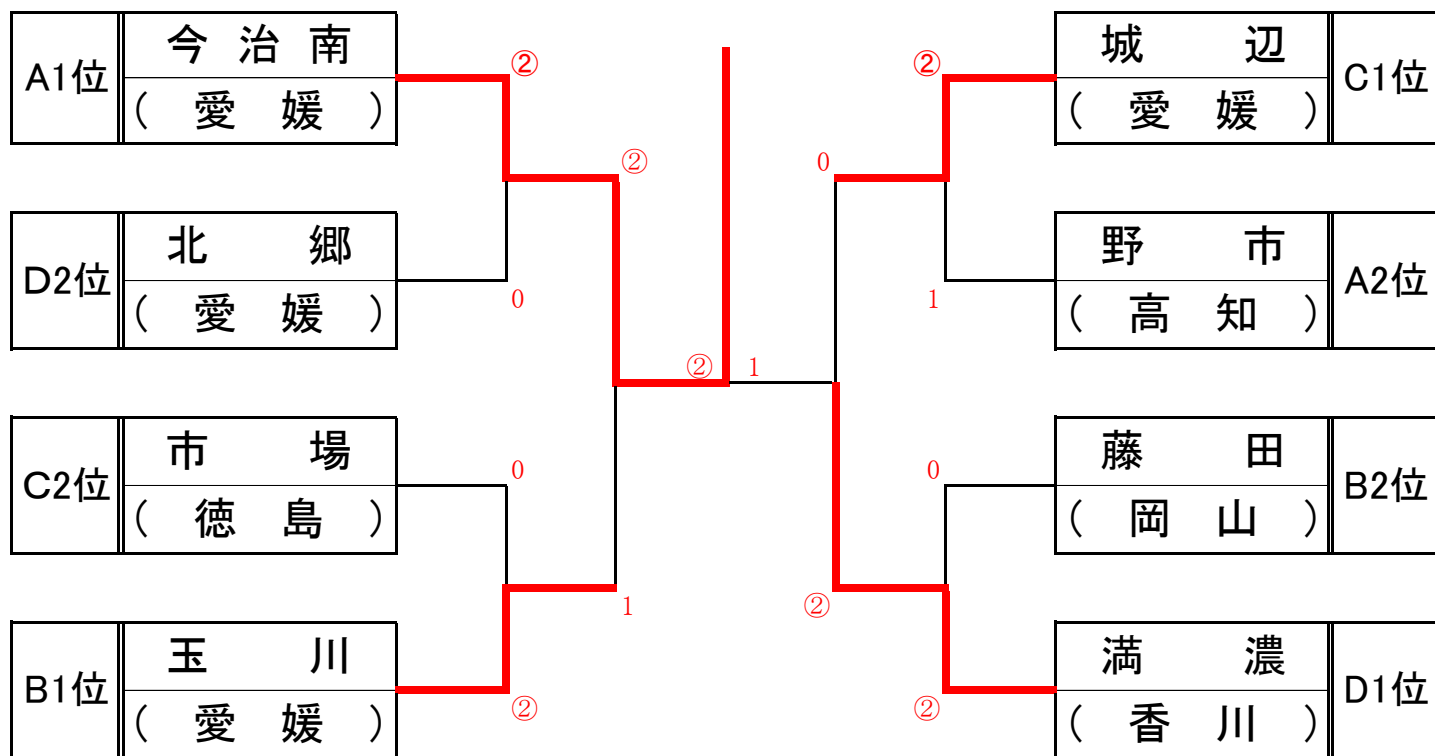 A1位
今治南
(愛媛)
②
②
城辺
(愛媛)
C1位
②
0
D2位
北郷
(愛媛)
0
1
野市
(高知)
A2位
②
1
C2位
市場
(徳島)
0
0
藤田
(岡山)
B2位
1
②
B1位
玉川
(愛媛)
②
②
満濃
(香川)
D1位